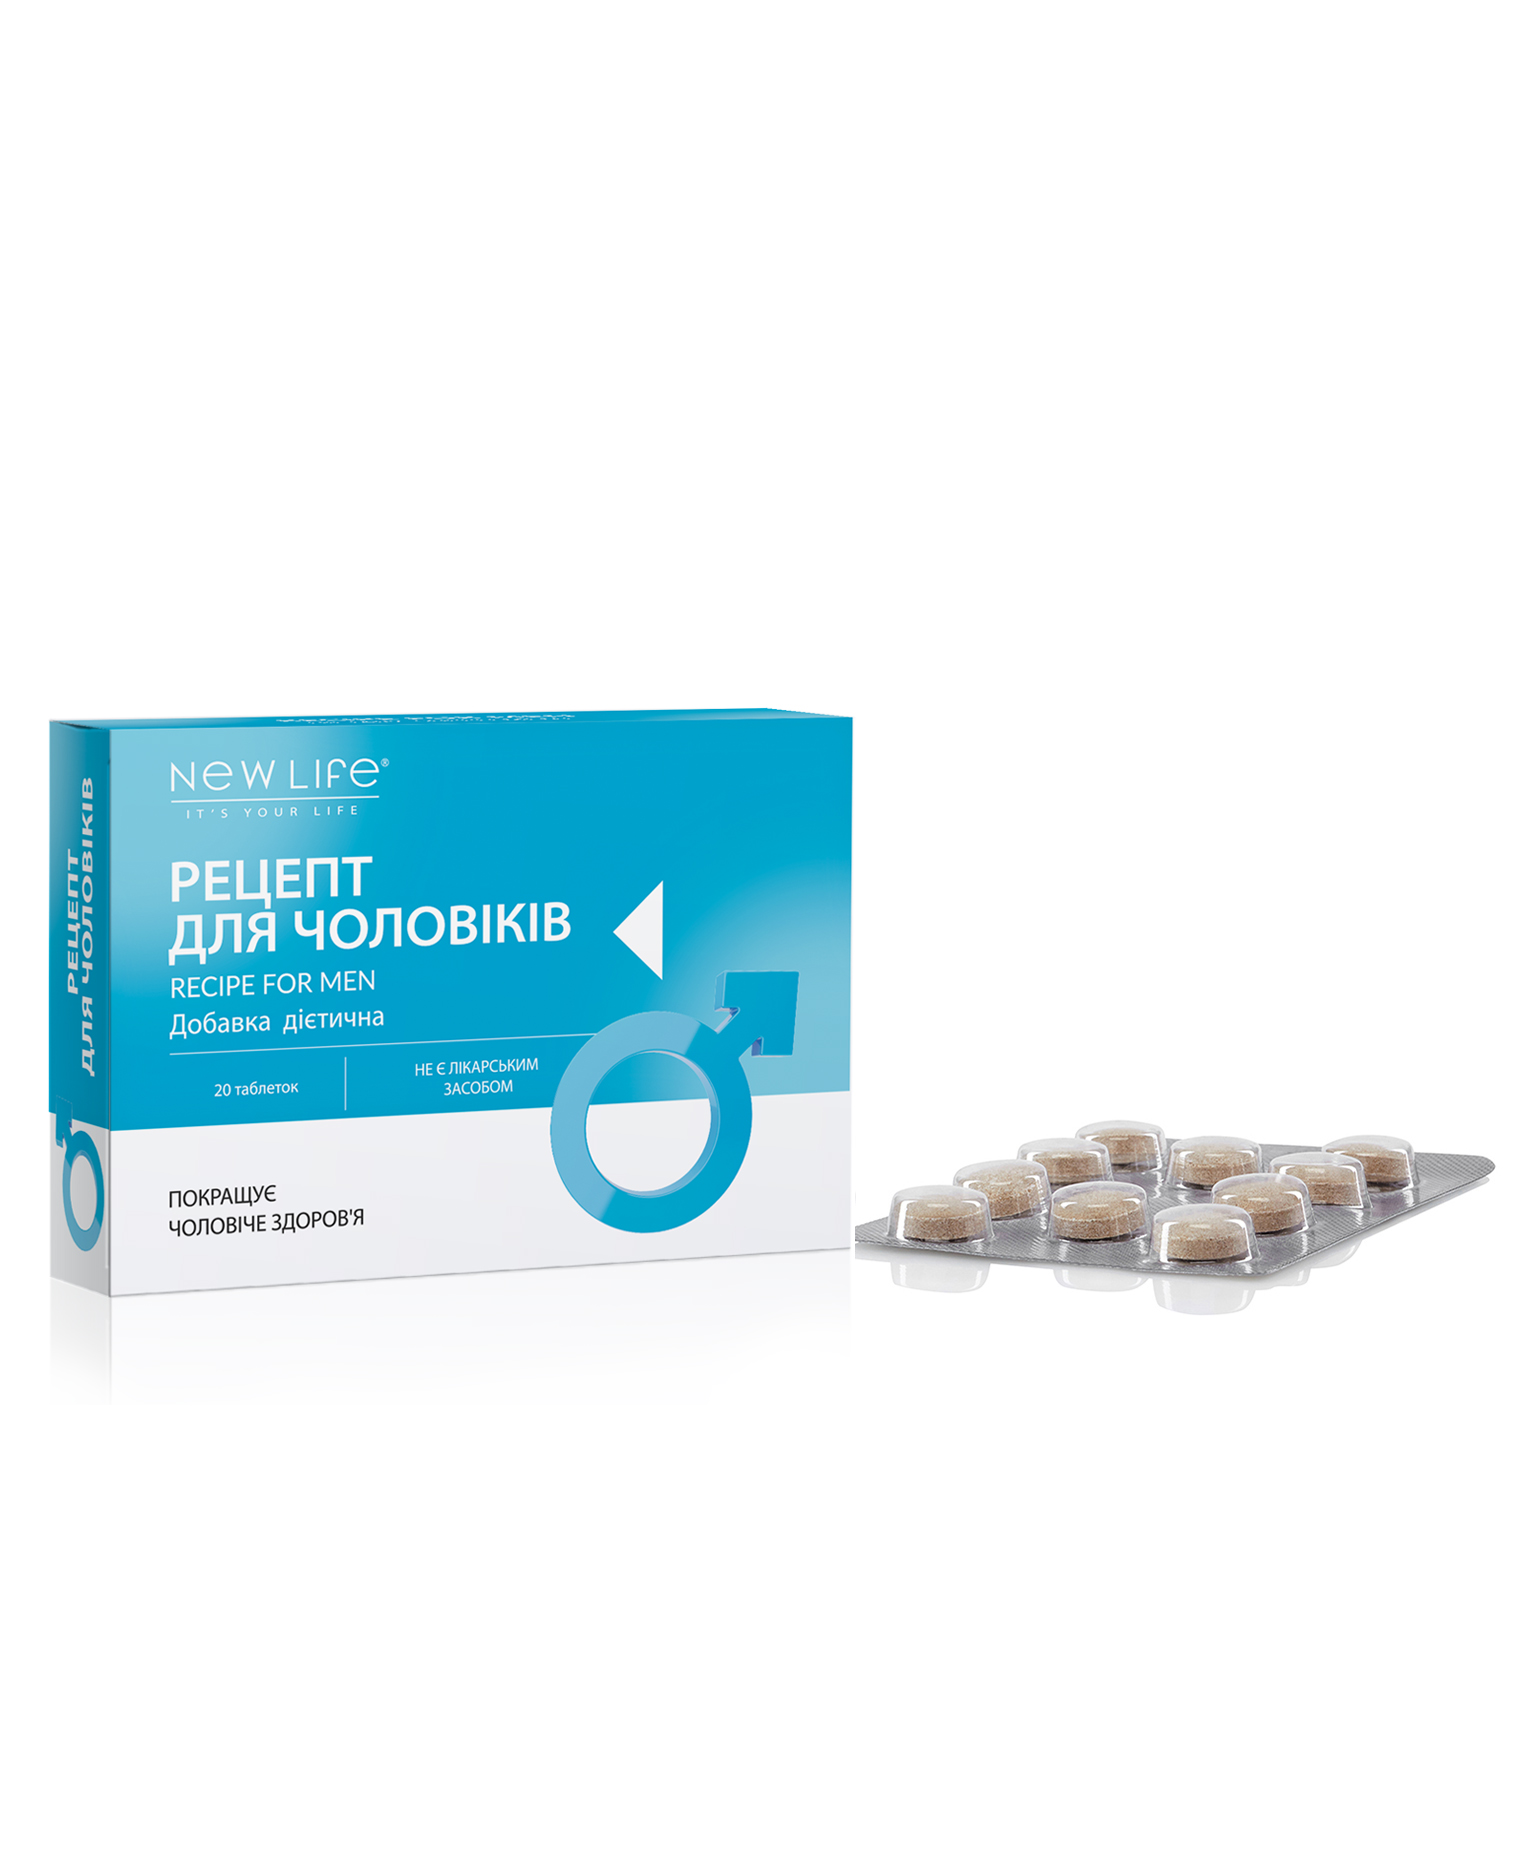 NEW LIFE®
IT'S YOUR LIFE
РЕЦЕПТ
ДЛЯ ЧОЛОВІКІВ
RECIPE FOR MEN
Добавка дієтична
20 таблеток
НЕ Є ЛІКАРСЬКИМ
ЗАСОБОМ
ПОКРАЩУЄ
ЧОЛОВІЧЕ ЗДОРОВ'Я
РЕЦЕПТ
ДЛЯ ЧОЛОВІКІВ